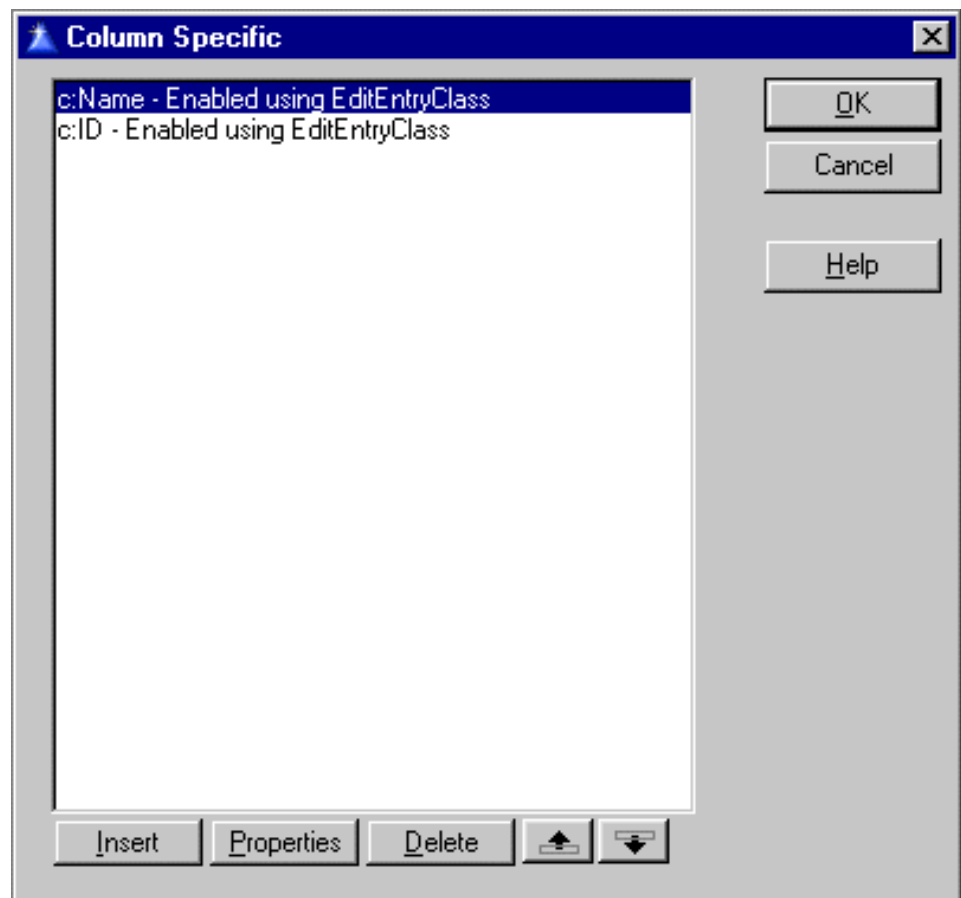 Column Specific
c:Name - Enabled using EditEntryClass
c:ID - Enabled using EditEntryClass
OK
Cancel
Help
Insert Properties Delete